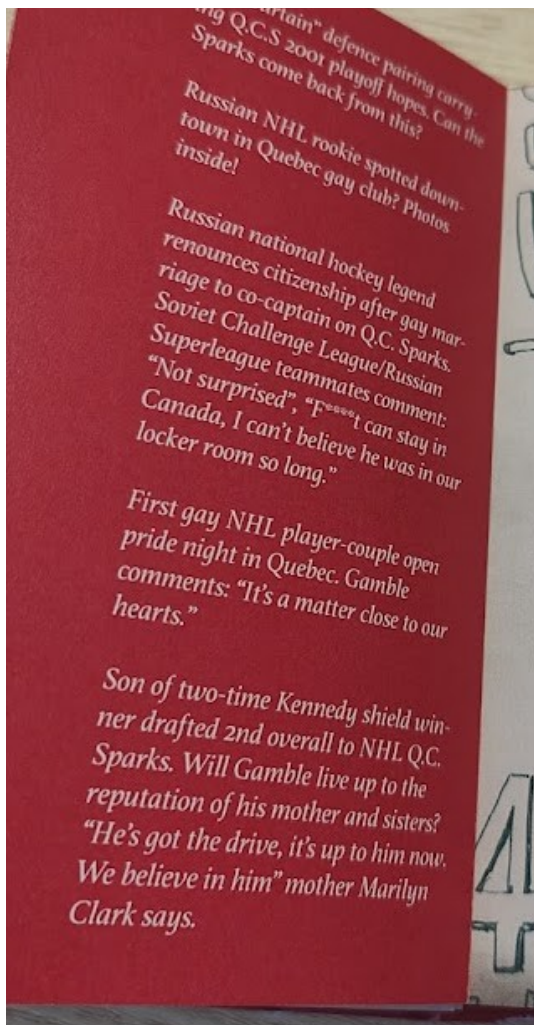 defence pairing carry-
Q.C.S 2001 playoff hopes. Can the
Sparks come back from this?
Russian NHL rookie spotted down-
town in Quebec gay club? Photos
inside!
Russian national hockey legend
renounces citizenship after gay mar-
riage to co-captain on Q.C. Sparks.
Soviet Challenge League/Russian
Superleague teammates comment:
“Not surprised”, “F****t can stay in
Canada, I can’t believe he was in our
locker room so long.”
First gay NHL player-couple open
pride night in Quebec. Gamble
comments: “It’s a matter close to our
hearts.”
Son of two-time Kennedy shield win-
ner drafted 2nd overall to NHL Q.C.
Sparks. Will Gamble live up to the
reputation of his mother and sisters?
“He’s got the drive, it’s up to him now.
We believe in him” mother Marilyn
Clark says.